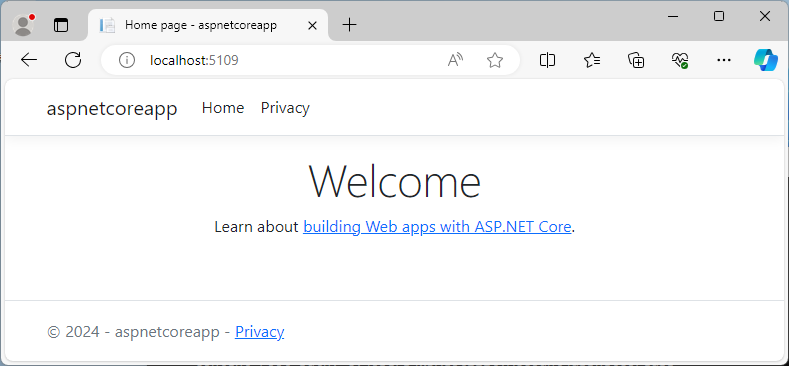 Home page - aspnetcoreapp
localhost:5109
aspnetcoreapp Home Privacy
Welcome
Learn about building Web apps with ASP.NET Core.
© 2024 - aspnetcoreapp - Privacy